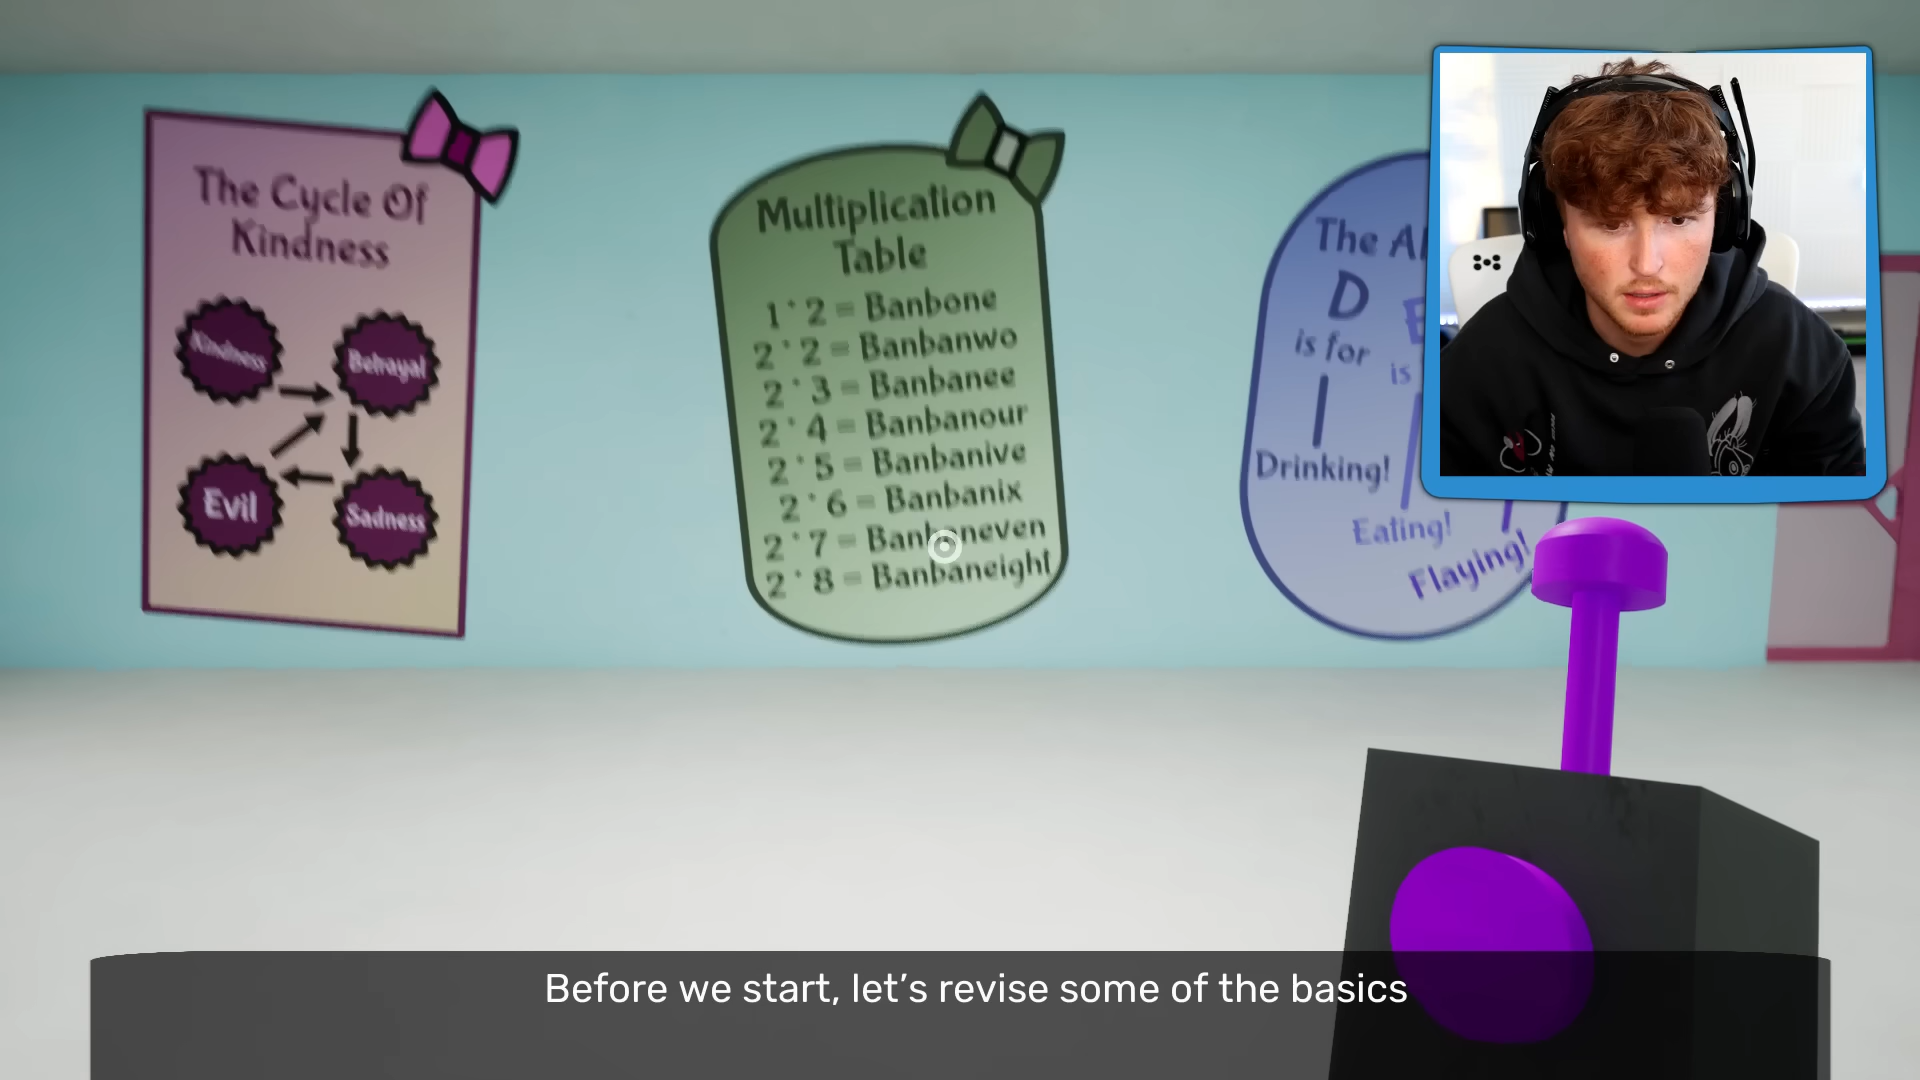 The Cycle Of
Kindness
Kindness
Betrayal
Evil
Sadness
Multiplication
Table
1 * 2 = Banbone
2 * 2 = Banbanwo
2 * 3 = Banbanee
2 * 4 = Banbanour
2 * 5 = Banbanive
2 * 6 = Banbanix
2 * 7 = Banbaneven
2 * 8 = Banbaneight
The
D
is for
Drinking!
E
is
Eating!
Flaying!
Before we start, let’s revise some of the basics